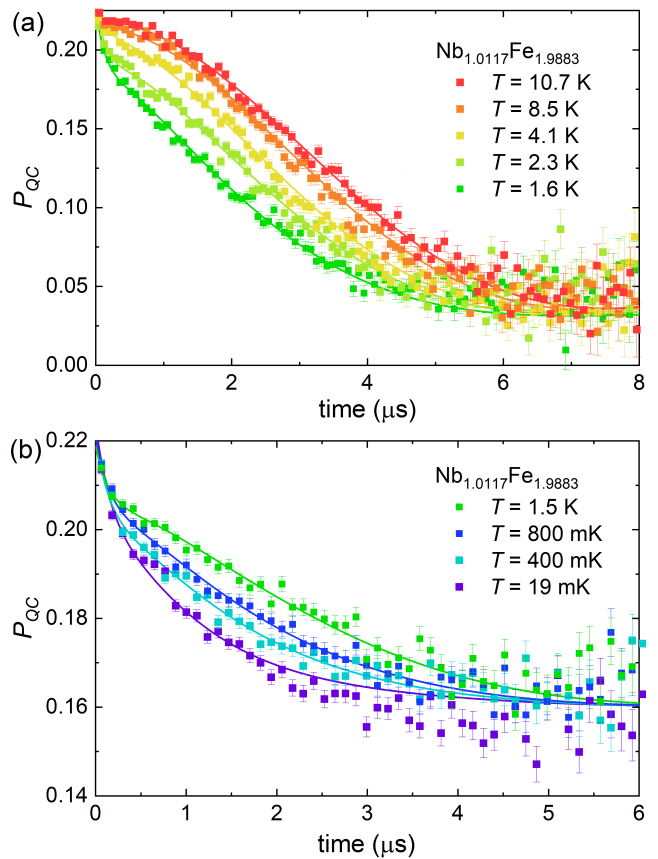 (a)
0.20
0.15
0.10
0.05
0.00
P_QC
Nb₁.₀₁₁₇Fe₁.₉₈₈₃
T = 10.7 K
T = 8.5 K
T = 4.1 K
T = 2.3 K
T = 1.6 K
0 2 4 6 8
time (μs)
(b)
0.22
0.20
0.18
0.16
0.14
P_QC
Nb₁.₀₁₁₇Fe₁.₉₈₈₃
T = 1.5 K
T = 800 mK
T = 400 mK
T = 19 mK
0 1 2 3 4 5 6
time (μs)